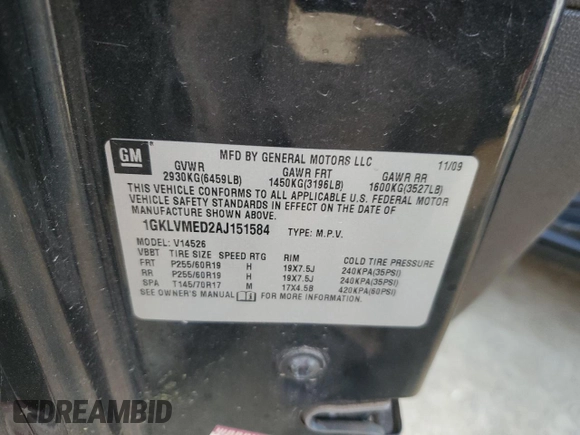 GM
MFD BY GENERAL MOTORS LLC 11/09
GVWR GAWR FRT GAWR RR
2930KG(6459LB) 1450KG(3196LB) 1600KG(3527LB)
THIS VEHICLE CONFORMS TO ALL APPLICABLE U.S. FEDERAL MOTOR
VEHICLE SAFETY STANDARDS IN EFFECT ON THE DATE OF
MANUFACTURE SHOWN ABOVE.
1GKLVMED2AJ151584 TYPE: M.P.V.
MODEL: V14526
VBBT TIRE SIZE SPEED RTG RIM COLD TIRE PRESSURE
FRT P255/60R19 H 19X7.5J 240KPA(35PSI)
RR P255/60R19 H 19X7.5J 240KPA(35PSI)
SPA T145/70R17 M 17X4.5B 420KPA(60PSI)
SEE OWNER'S MANUAL FOR MORE INFORMATION.
DREAMBID